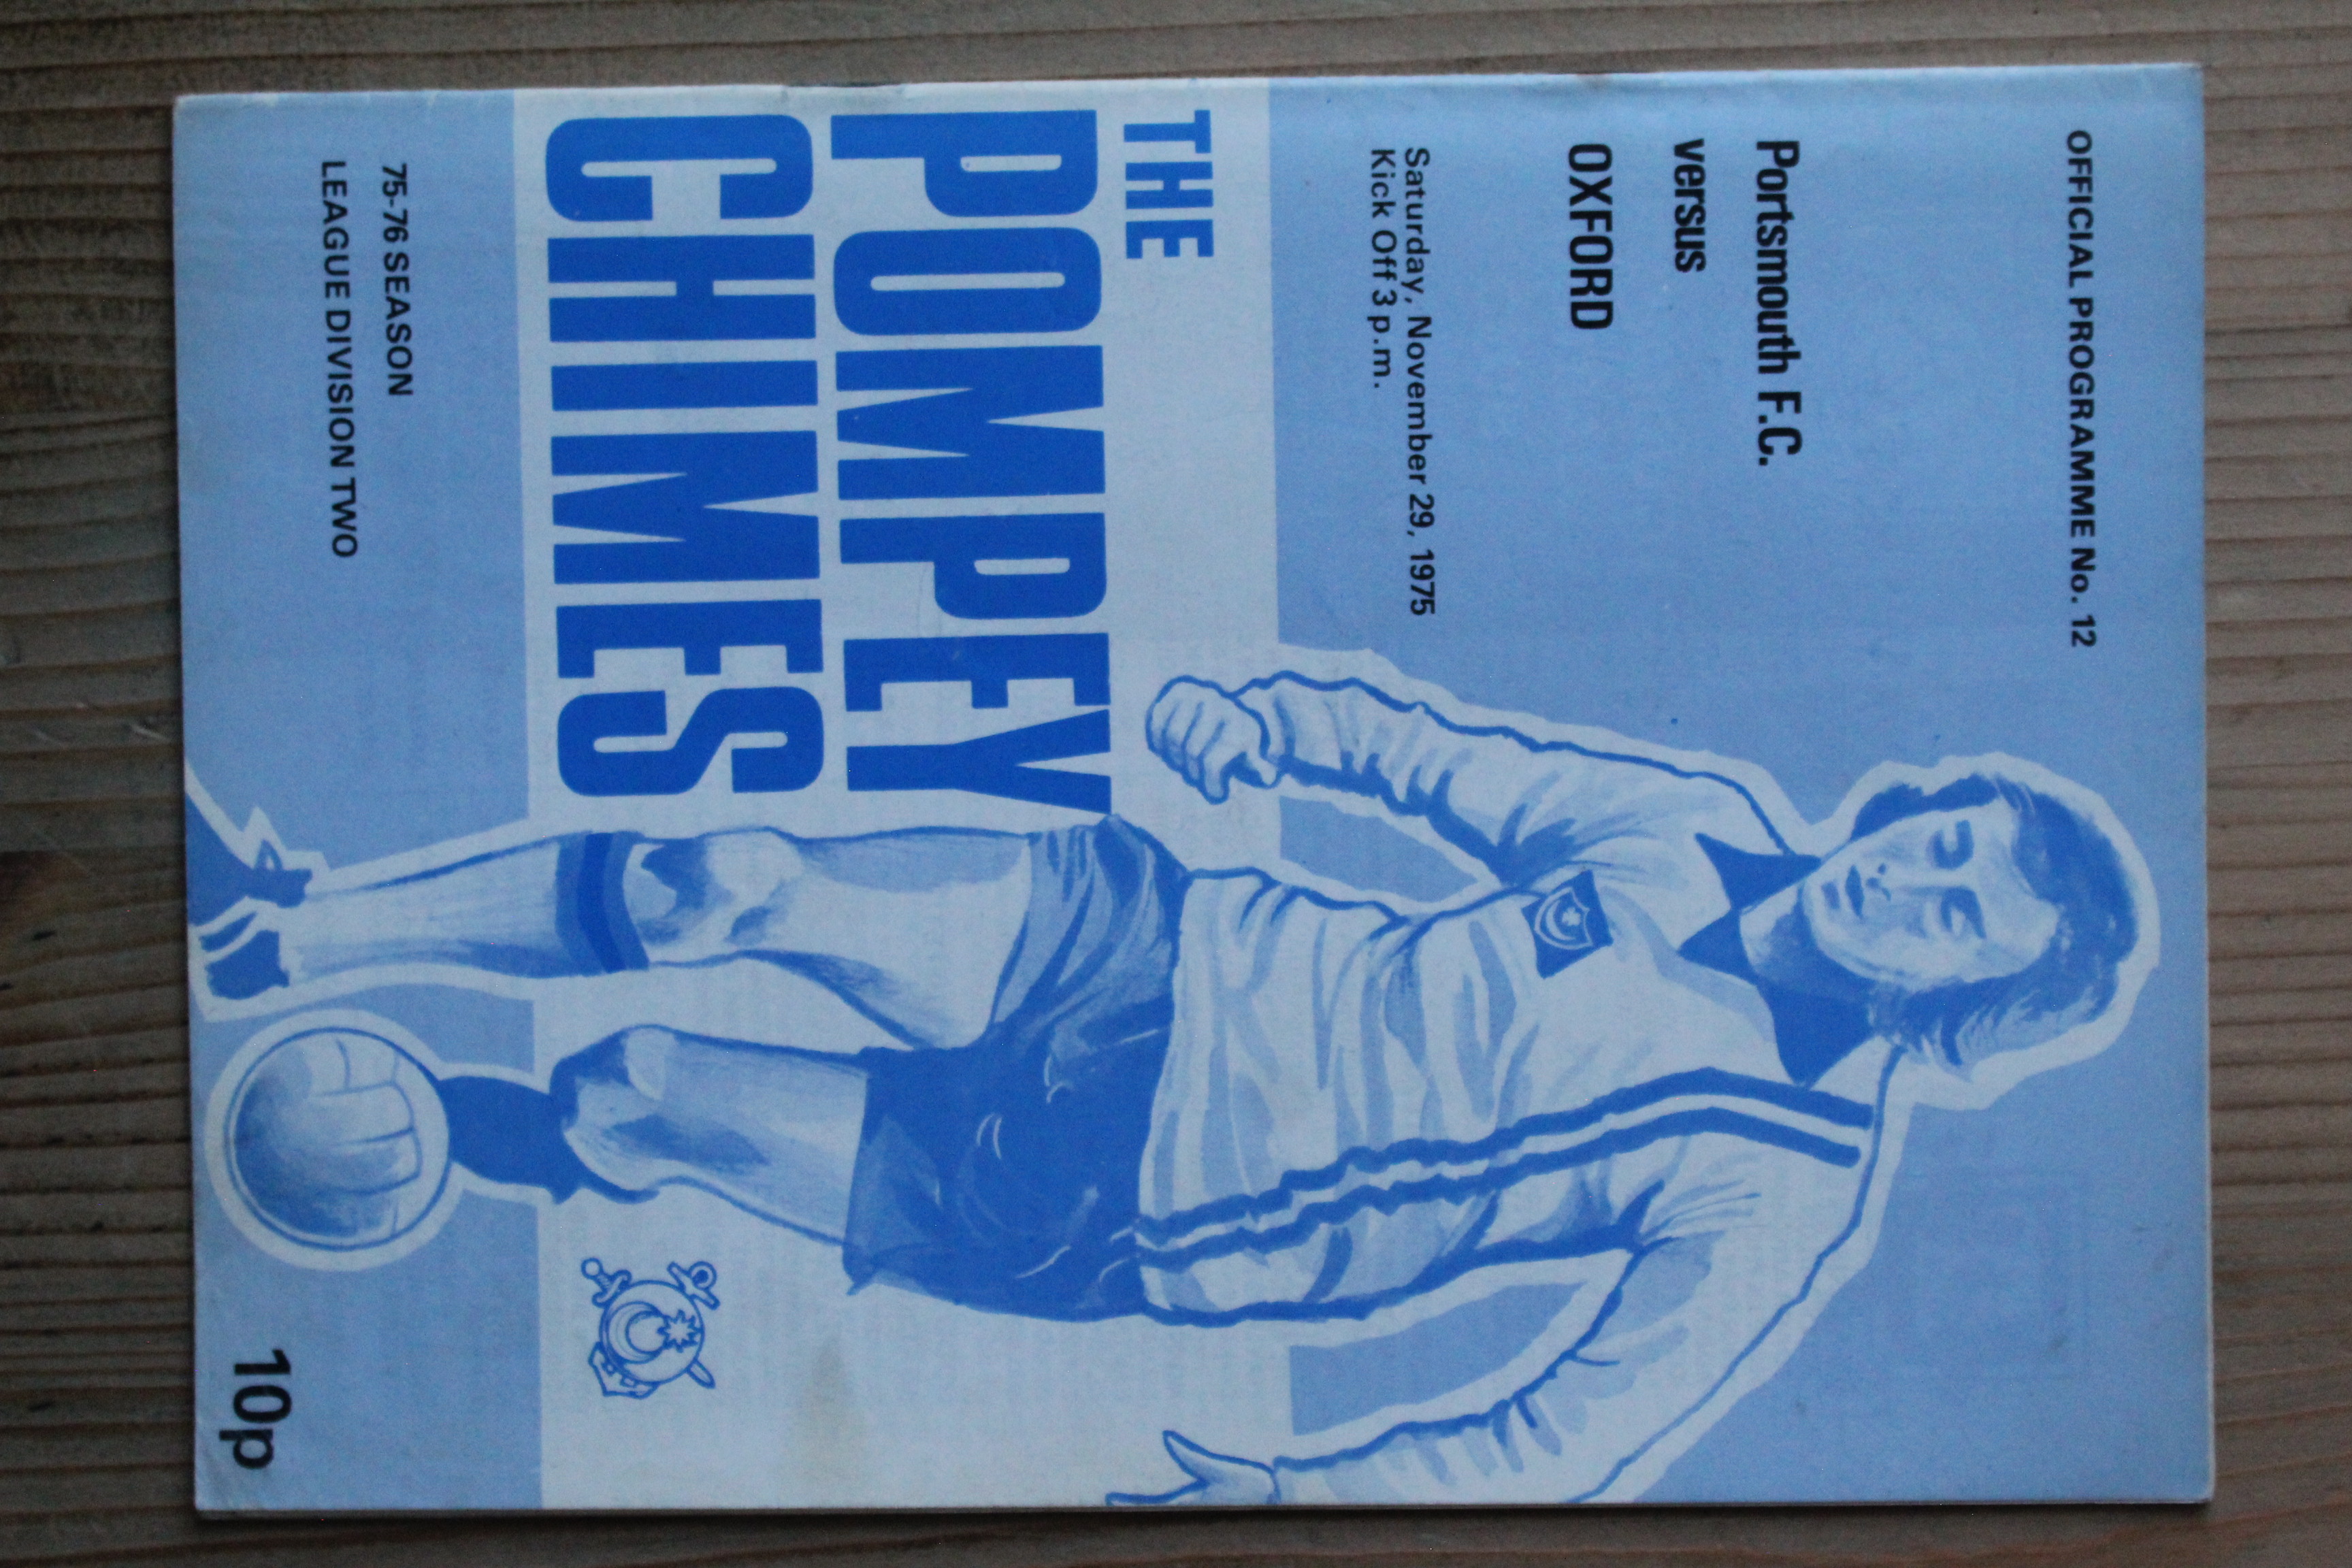 OFFICIAL PROGRAMME No. 12
Portsmouth F.C.
versus
OXFORD
Saturday, November 29, 1975
Kick Off 3 p.m.
THE
POMPEY
CHIMES
75-76 SEASON
LEAGUE DIVISION TWO
10p